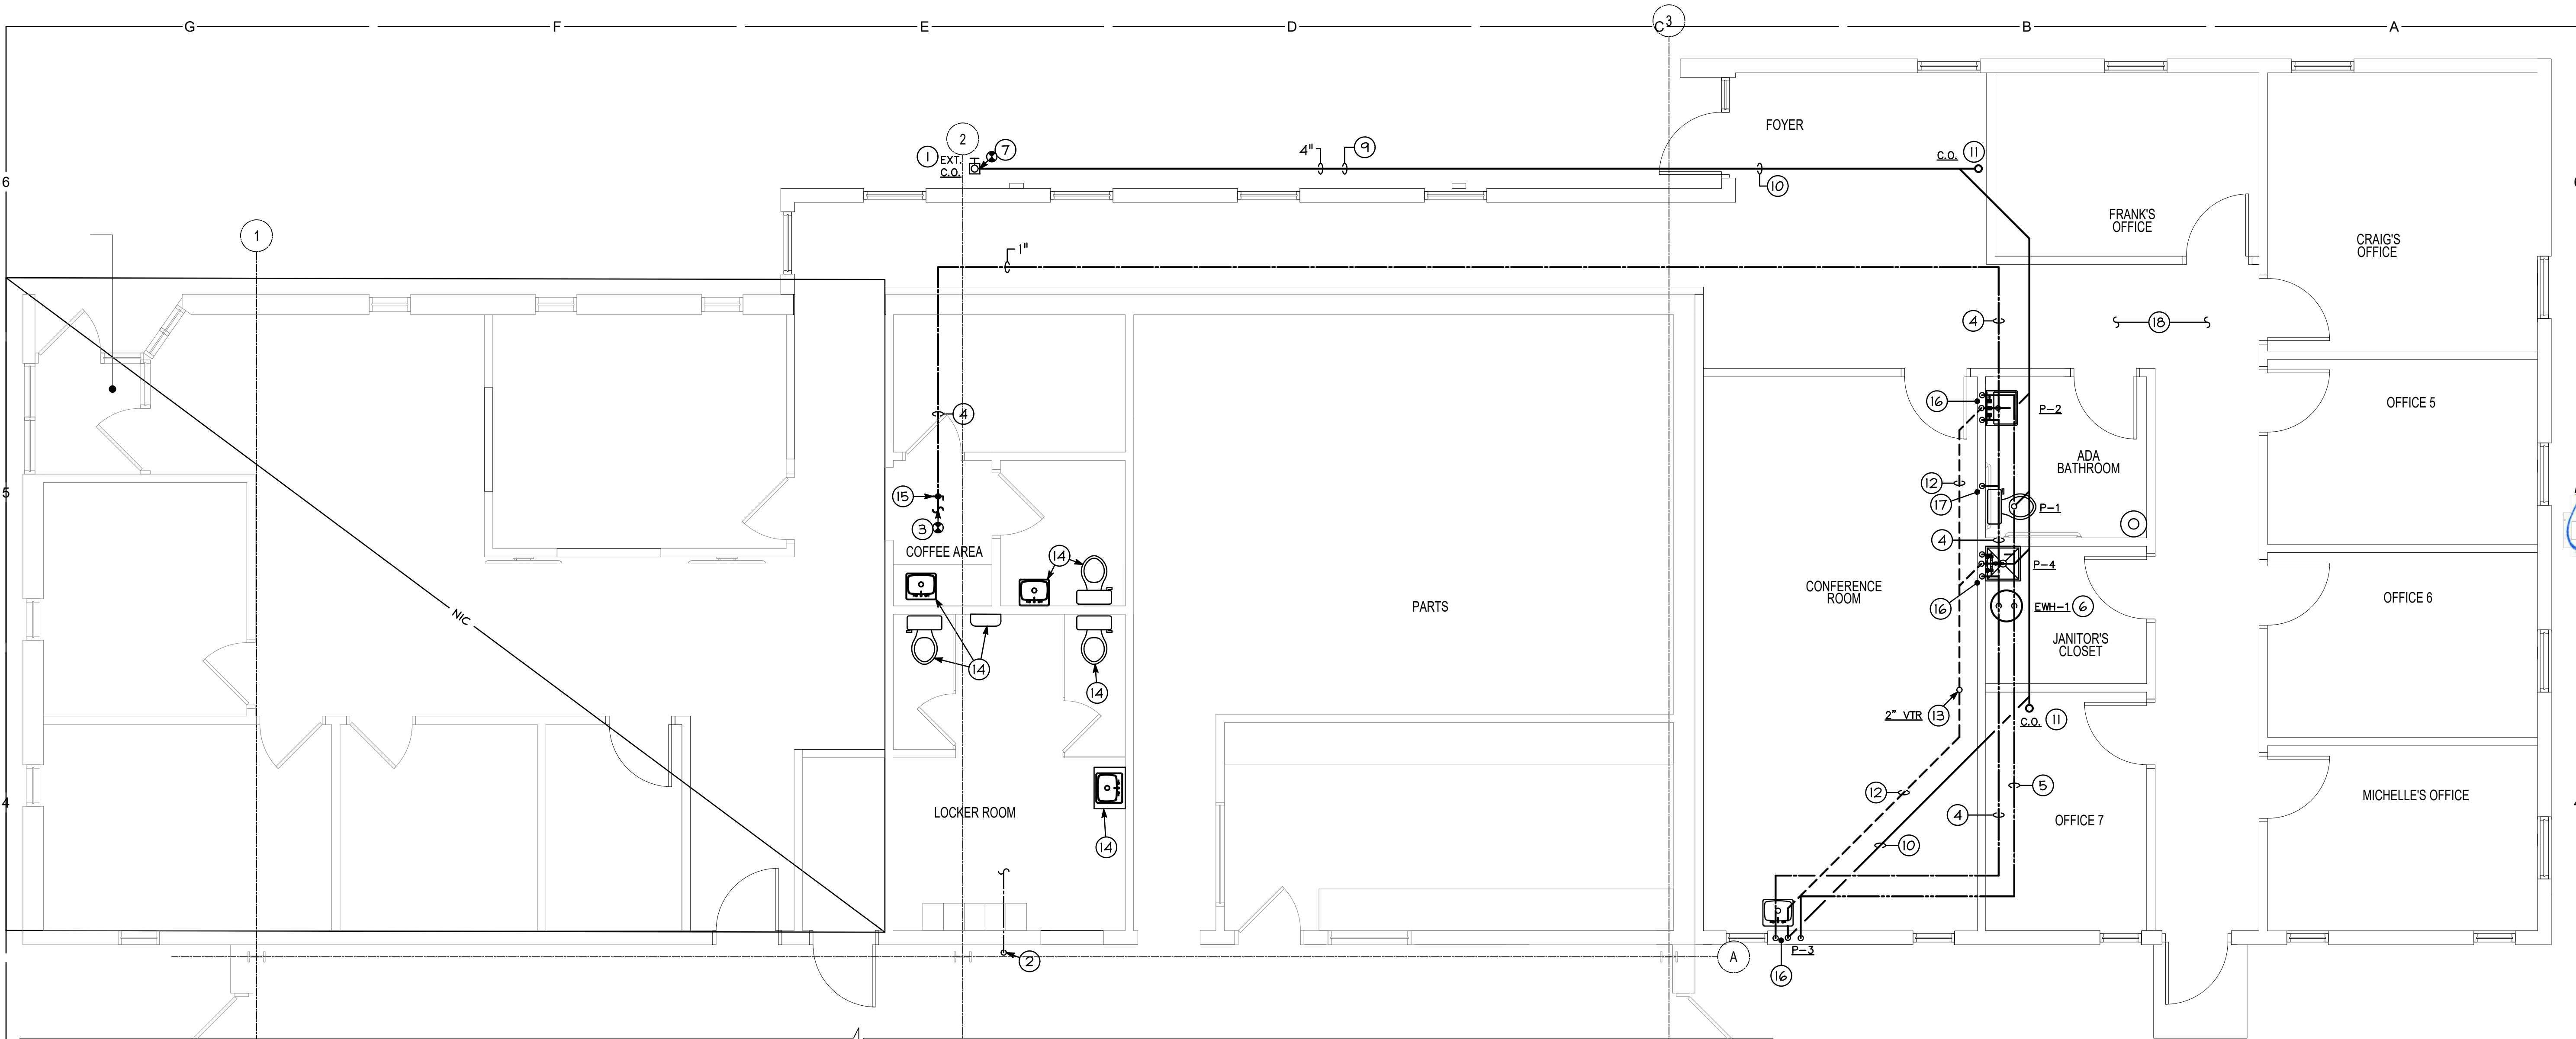 G
F
E
D
C
3
B
A
6
1
2
1
EXT.
C.O.
7
4"
9
10
FOYER
C.O.
11
FRANK'S
OFFICE
CRAIG'S
OFFICE
1"
4
18
4
16
P-2
OFFICE 5
5
15
3
COFFEE AREA
12
17
P-1
ADA
BATHROOM
4
14
P-4
CONFERENCE
ROOM
16
EWH-1
6
JANITOR'S
CLOSET
OFFICE 6
NIC
PARTS
14
14
2" VTR
13
C.O.
11
4
LOCKER ROOM
14
12
5
4
OFFICE 7
MICHELLE'S OFFICE
10
2
P-3
16
A